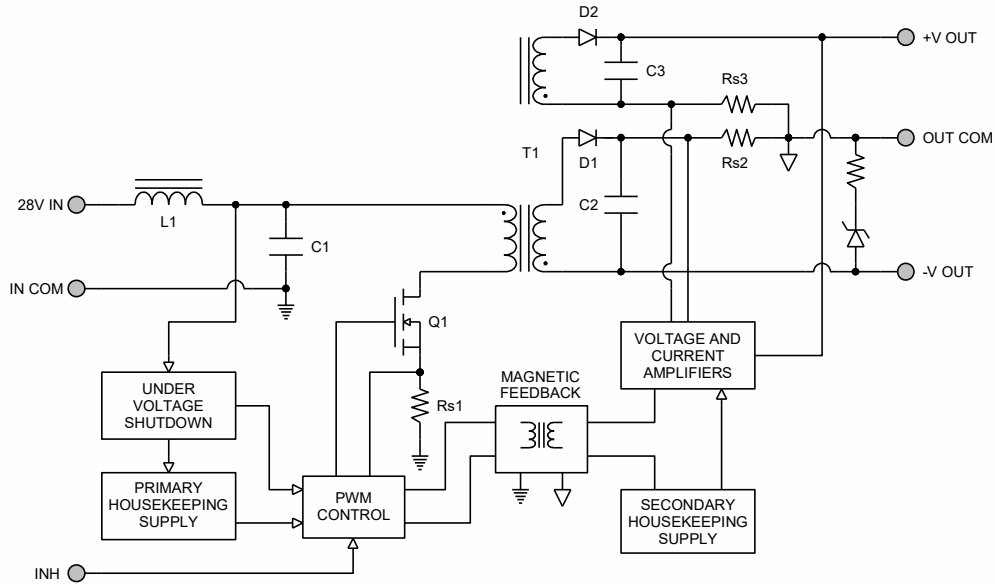 D2
+V OUT
C3
Rs3
OUT COM
T1
D1
Rs2
28V IN
L1
C2
C1
IN COM
-V OUT
Q1
VOLTAGE AND
CURRENT
AMPLIFIERS
UNDER
VOLTAGE
SHUTDOWN
MAGNETIC
FEEDBACK
Rs1
PRIMARY
HOUSEKEEPING
SUPPLY
PWM
CONTROL
SECONDARY
HOUSEKEEPING
SUPPLY
INH